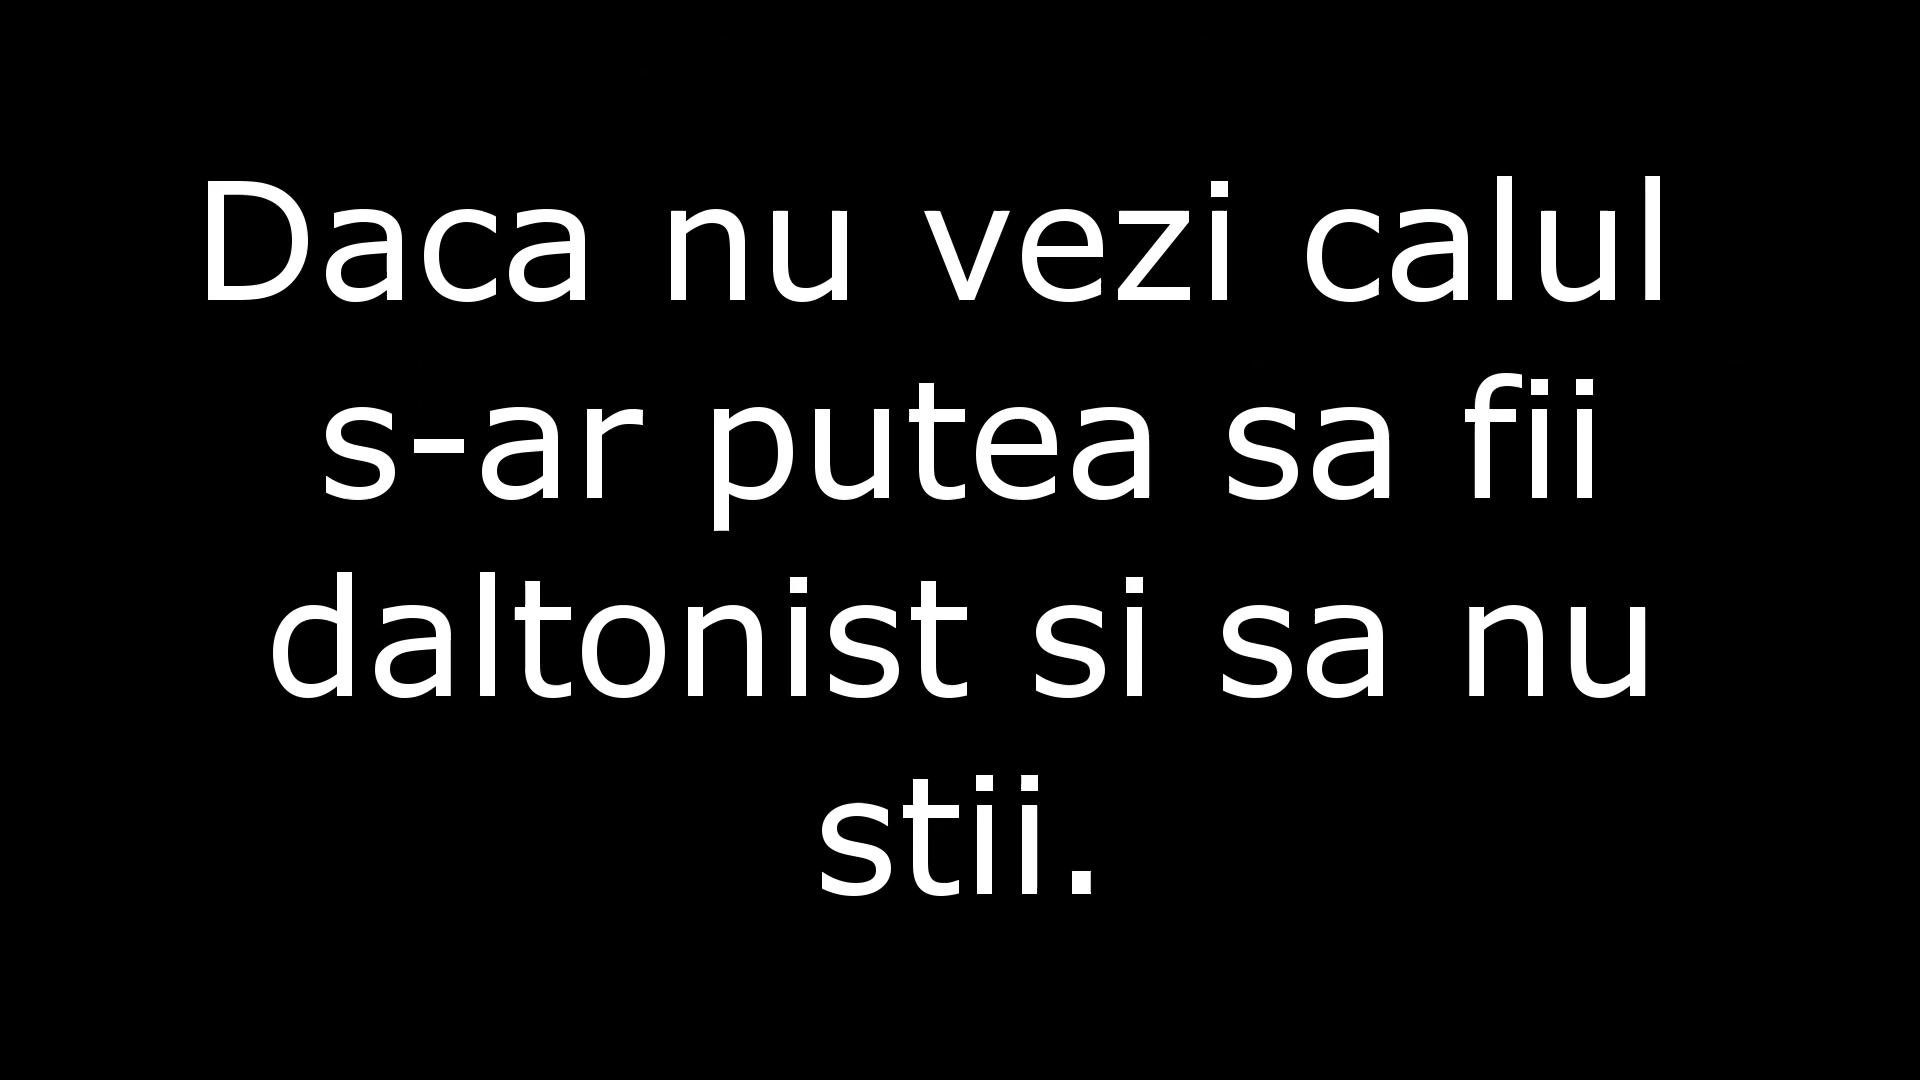 Daca nu vezi calul
s-ar putea sa fii
daltonist si sa nu
stii.